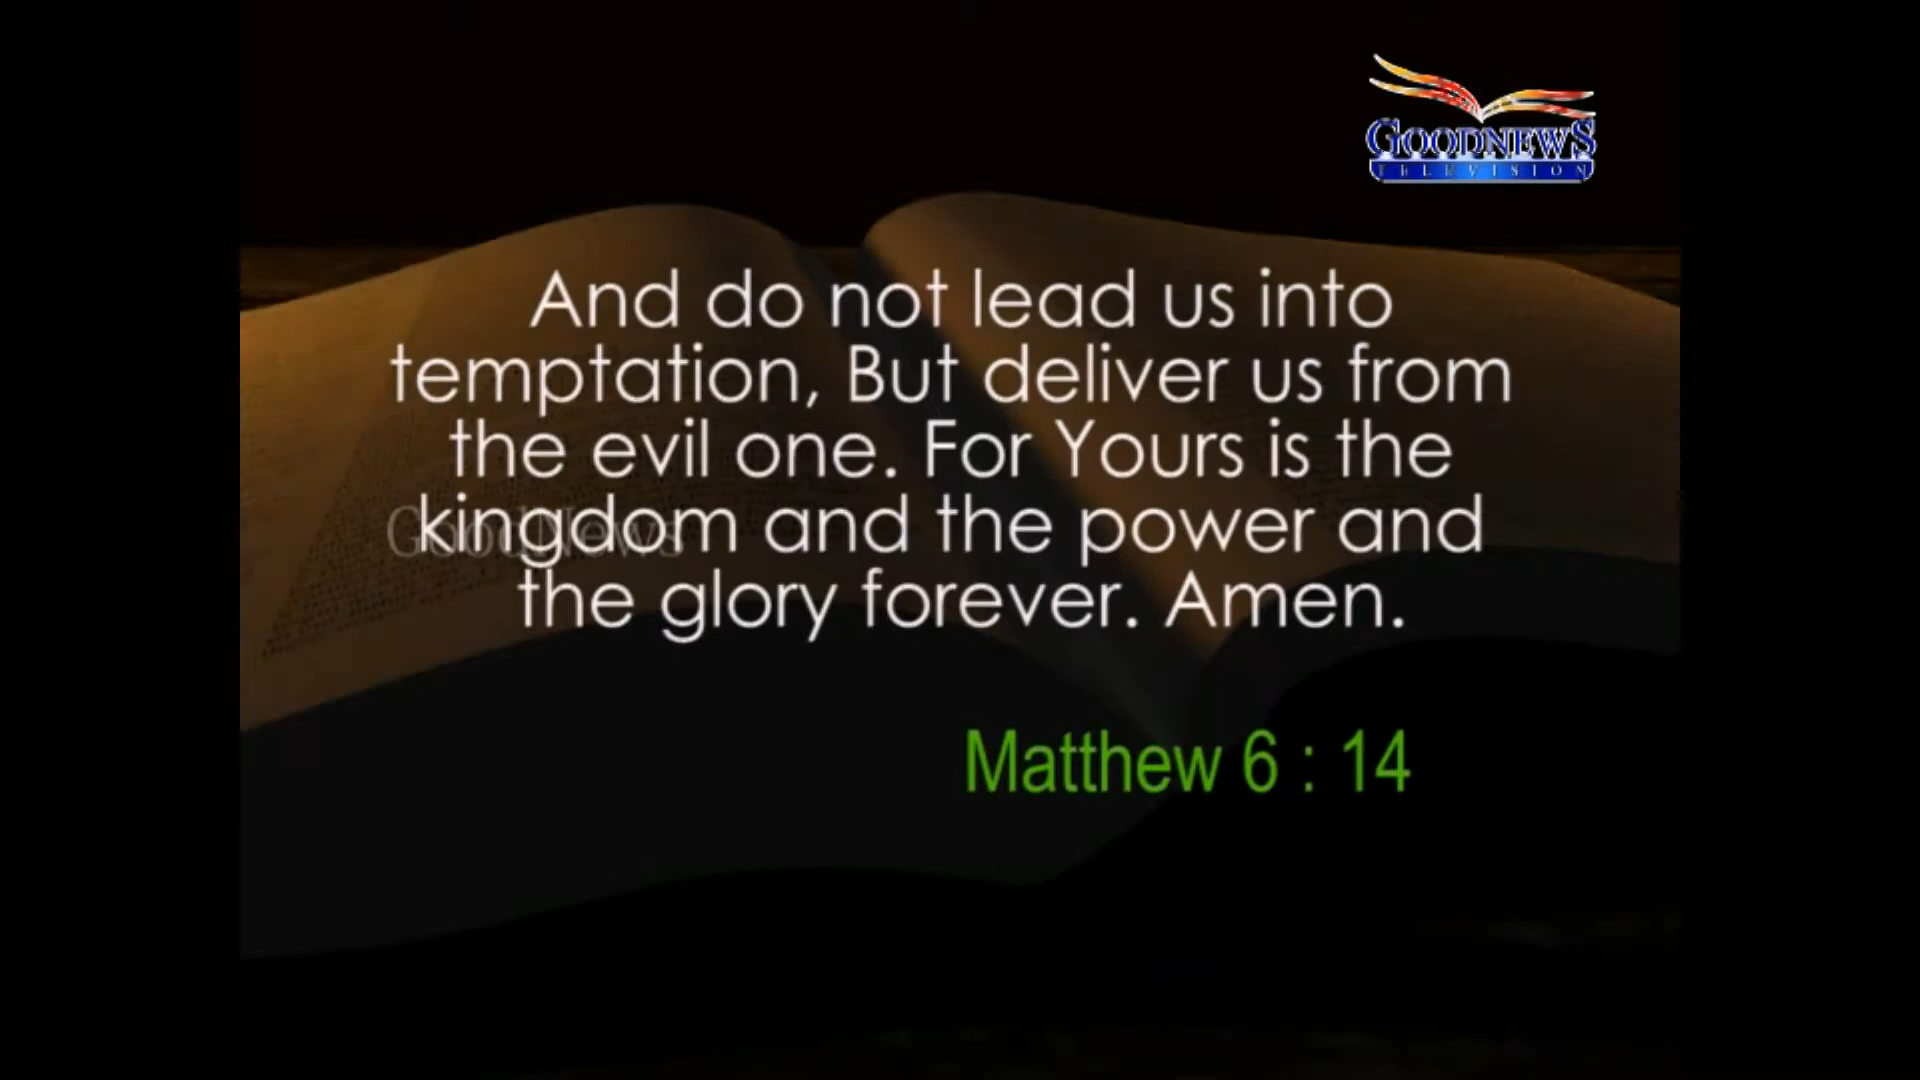 GOODNEWS
TELEVISION
And do not lead us into
temptation, But deliver us from
the evil one. For Yours is the
kingdom and the power and
the glory forever. Amen.
GoodNews
Matthew 6 : 14